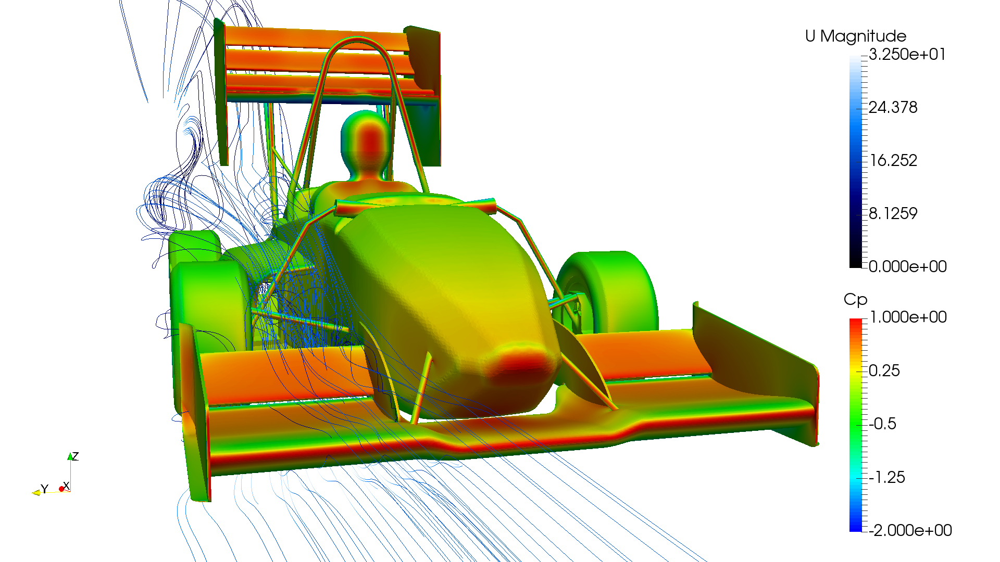 U Magnitude
3.250e+01
24.378
16.252
8.1259
0.000e+00
Cp
1.000e+00
0.25
-0.5
-1.25
-2.000e+00
Z
Y
X